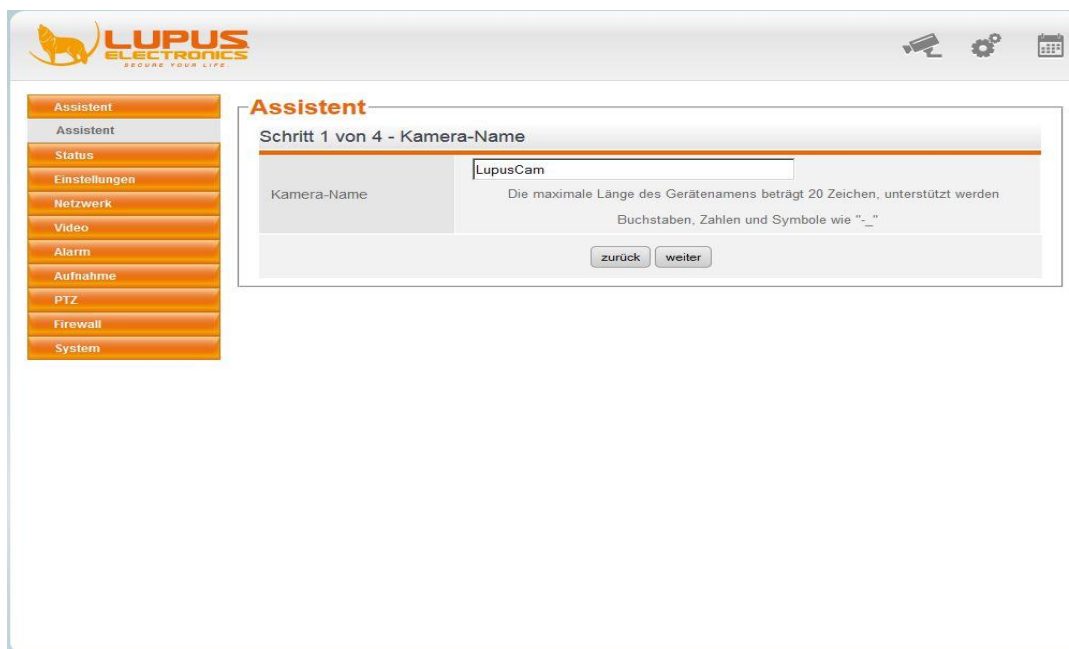 LUPUS
ELECTRONICS
SECURE YOUR LIFE.
Assistent
Assistent
Status
Einstellungen
Netzwerk
Video
Alarm
Aufnahme
PTZ
Firewall
System
Assistent
Schritt 1 von 4 - Kamera-Name
Kamera-Name
LupusCam
Die maximale Länge des Gerätenamens beträgt 20 Zeichen, unterstützt werden
Buchstaben, Zahlen und Symbole wie "-_"
zurück weiter